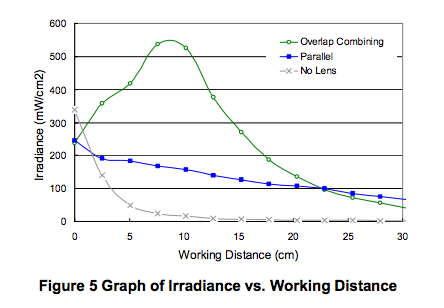 600
500
400
300
200
100
0
Irradiance (mW/cm2)
Overlap Combining
Parallel
No Lens
0 5 10 15 20 25 30
Working Distance (cm)
Figure 5 Graph of Irradiance vs. Working Distance